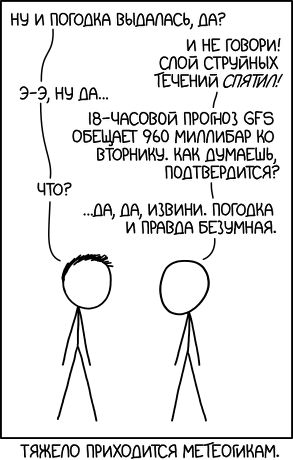 НУ И ПОГОДКА ВЫДАЛАСЬ, ДА?
И НЕ ГОВОРИ!
СЛОЙ СТРУЙНЫХ
ТЕЧЕНИЙ СПЯТИЛ!
Э-Э, НУ ДА...
18-ЧАСОВОЙ ПРОГНОЗ GFS
ОБЕЩАЕТ 960 МИЛЛИБАР КО
ВТОРНИКУ. КАК ДУМАЕШЬ,
ПОДТВЕРДИТСЯ?
ЧТО?
...ДА, ДА, ИЗВИНИ. ПОГОДКА
И ПРАВДА БЕЗУМНАЯ.
ТЯЖЕЛО ПРИХОДИТСЯ МЕТЕОГИКАМ.